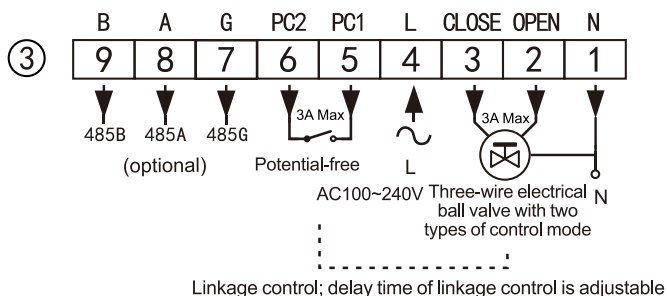 B A G PC2 PC1 L CLOSE OPEN N
③ 9 8 7 6 5 4 3 2 1
3A Max 3A Max
485B 485A 485G
(optional) Potential-free L N
AC100~240V Three-wire electrical
ball valve with two
types of control mode
Linkage control; delay time of linkage control is adjustable